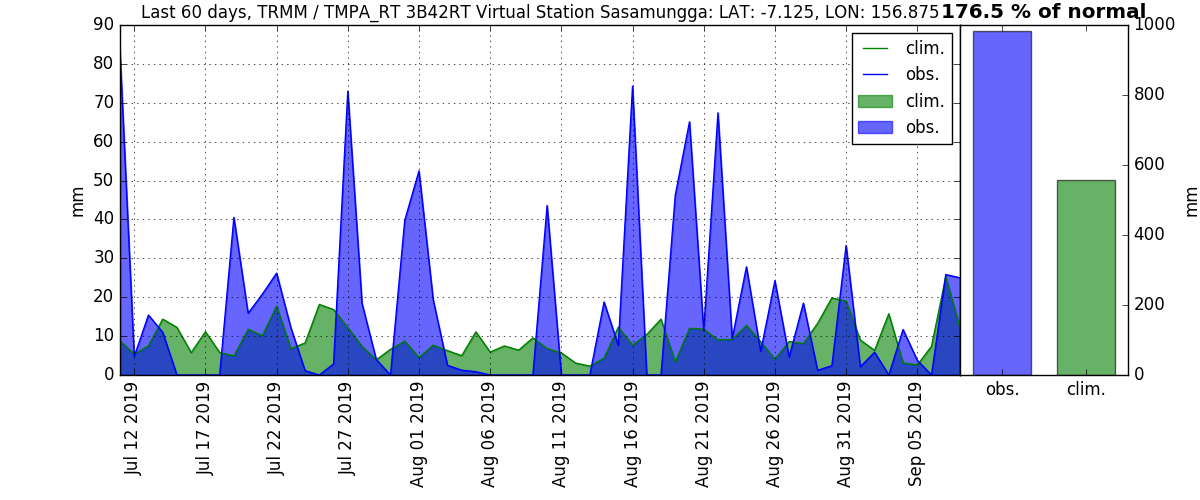 Last 60 days, TRMM / TMPA_RT 3B42RT Virtual Station Sasamungga: LAT: -7.125, LON: 156.875
176.5 % of normal
90
80
70
60
50
40
30
20
10
0
mm
clim.
obs.
clim.
obs.
Jul 12 2019
Jul 17 2019
Jul 22 2019
Jul 27 2019
Aug 01 2019
Aug 06 2019
Aug 11 2019
Aug 16 2019
Aug 21 2019
Aug 26 2019
Aug 31 2019
Sep 05 2019
1000
800
600
400
200
0
mm
obs.
clim.